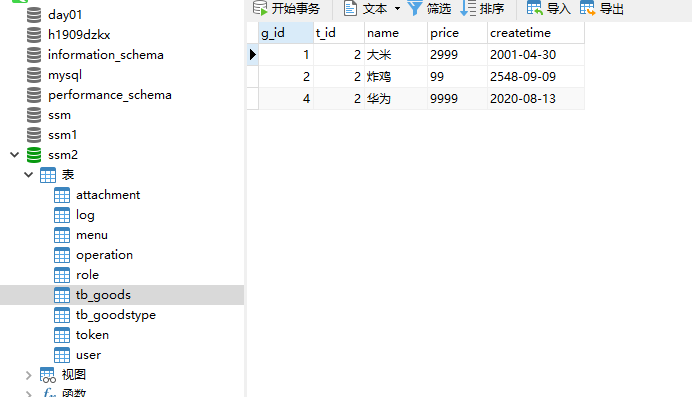 day01
h1909dzkx
information_schema
mysql
performance_schema
ssm
ssm1
ssm2
表
attachment
log
menu
operation
role
tb_goods
tb_goodstype
token
user
视图
函数
开始事务 文本 筛选 排序 导入 导出
g_id t_id name price createtime
1 2 大米 2999 2001-04-30
2 2 炸鸡 99 2548-09-09
4 2 华为 9999 2020-08-13